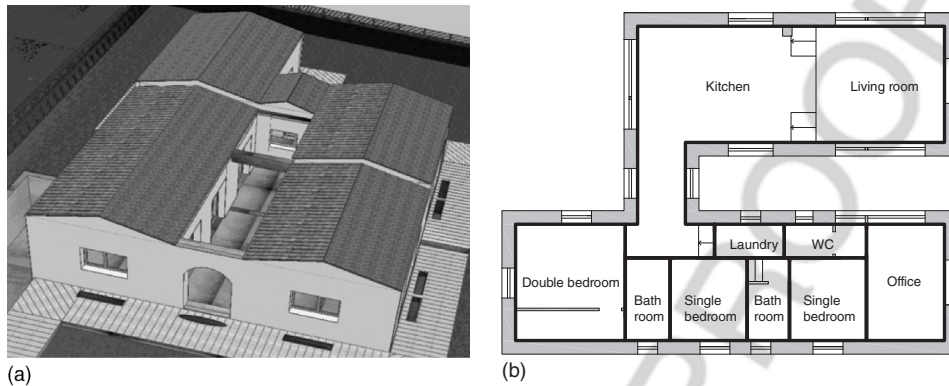 Kitchen
Living room
Laundry
WC
Double bedroom
Office
Bath
room
Single
bedroom
Bath
room
Single
bedroom
(a)
(b)